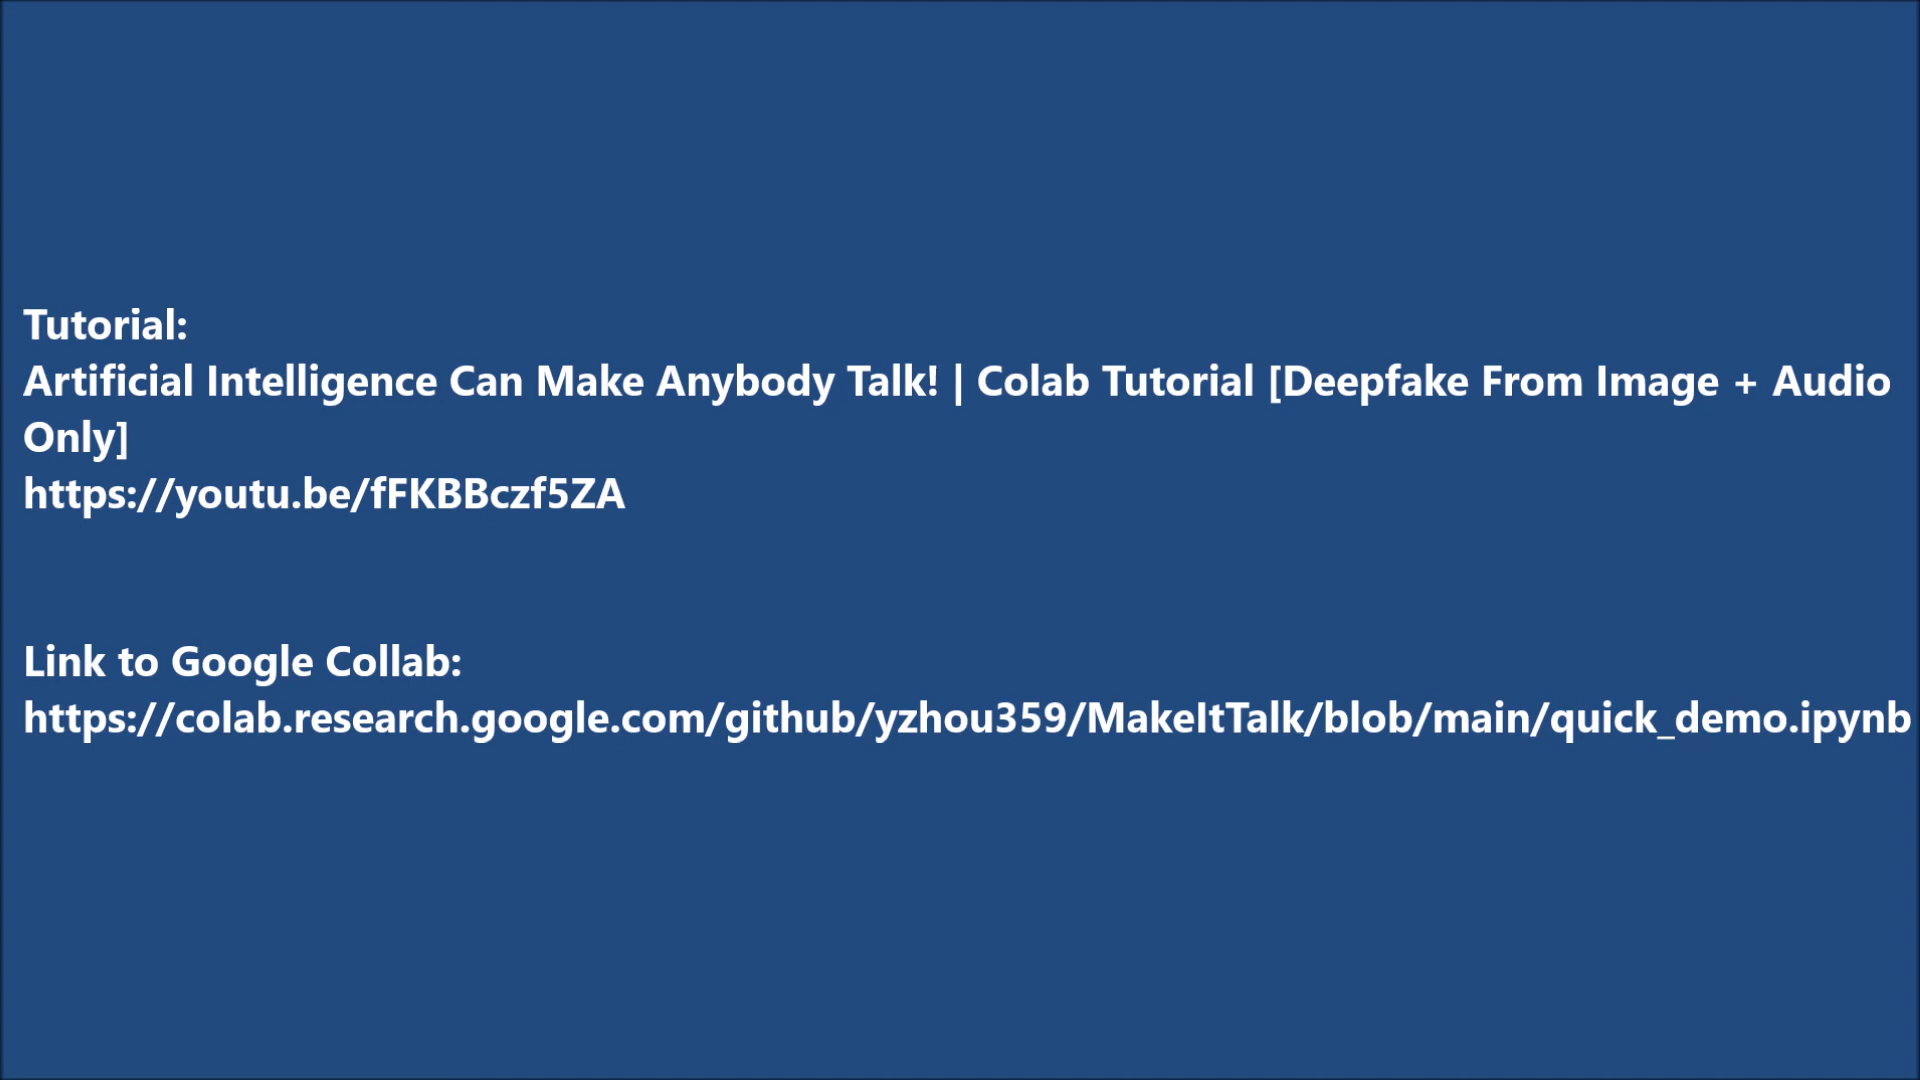 Tutorial:
Artificial Intelligence Can Make Anybody Talk! | Colab Tutorial [Deepfake From Image + Audio
Only]
https://youtu.be/fFKBBczf5ZA
Link to Google Collab:
https://colab.research.google.com/github/yzhou359/MakeItTalk/blob/main/quick_demo.ipynb